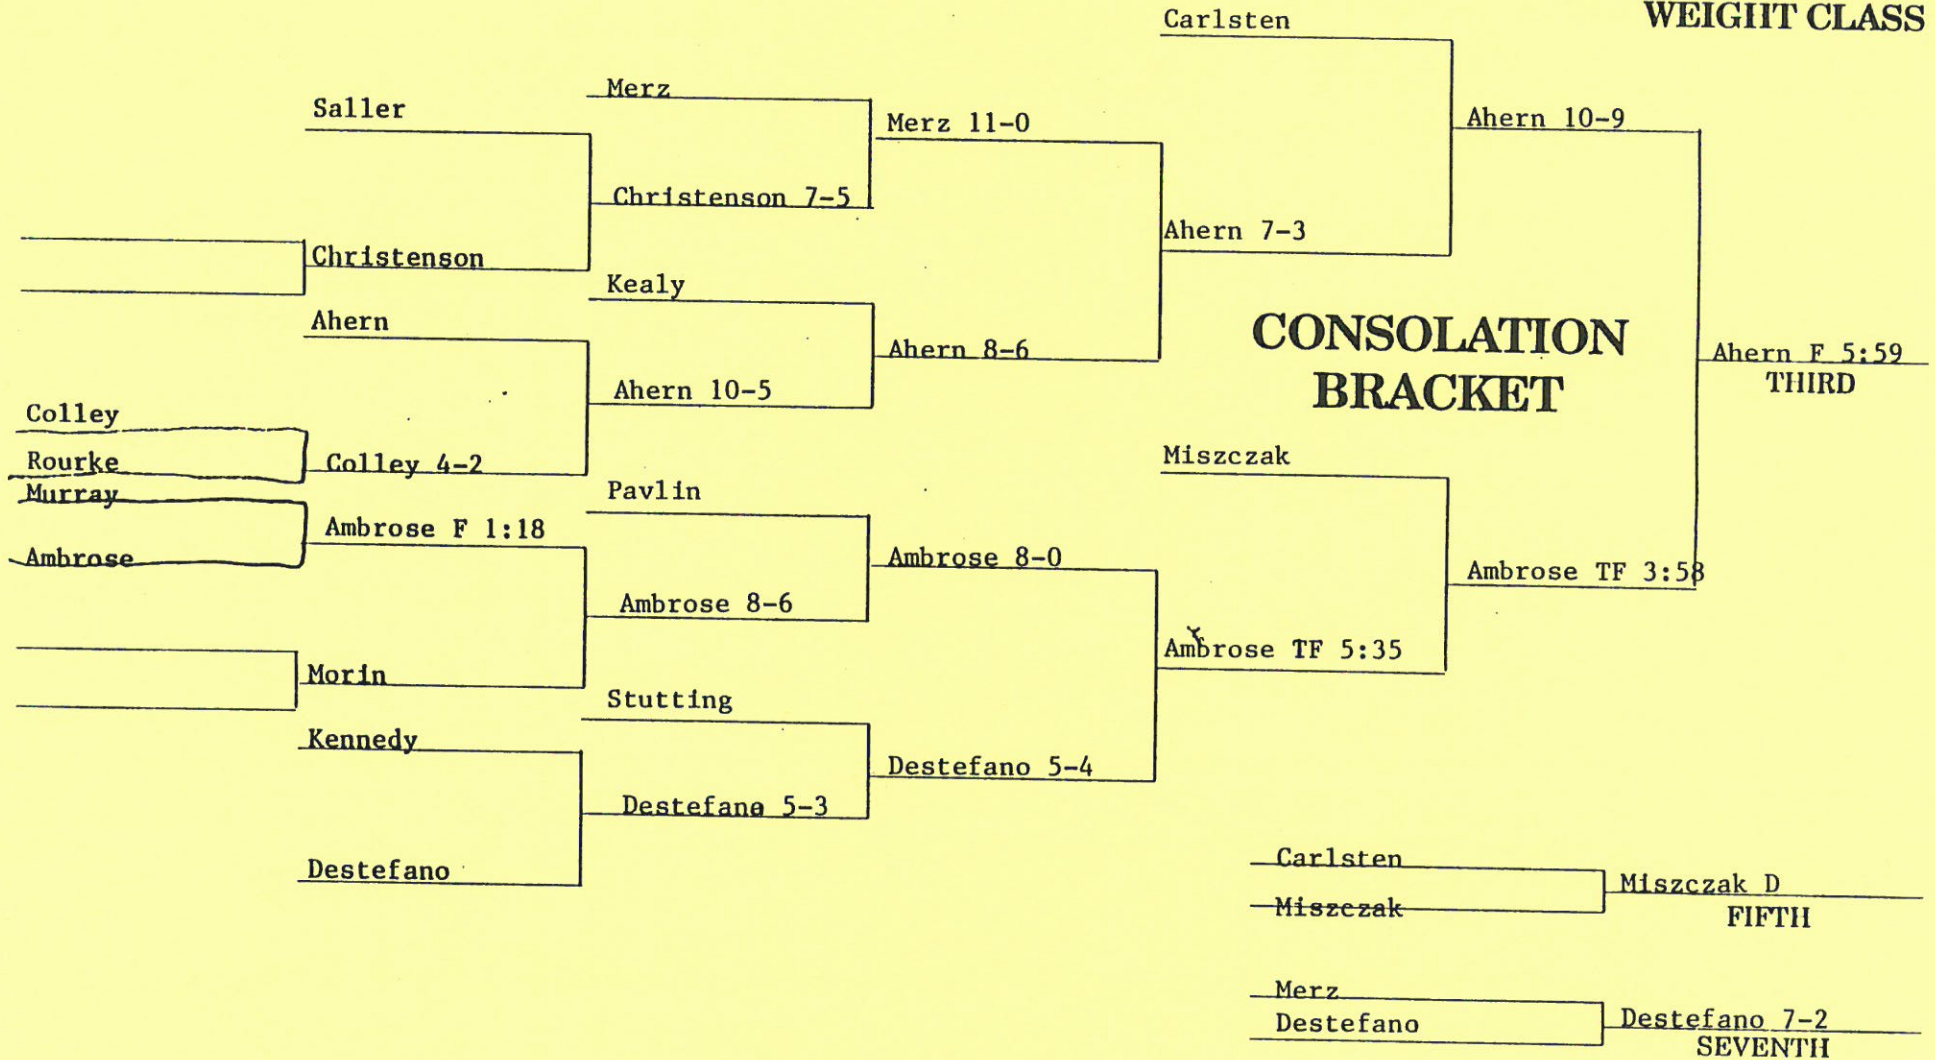 Carlsten
WEIGHT CLASS
Merz
Saller
Merz 11-0
Ahern 10-9
Christenson 7-5
Ahern 7-3
Christenson
Kealy
Ahern
CONSOLATION
BRACKET
Ahern 8-6
Ahern F 5:59
THIRD
Ahern 10-5
Colley
Rourke
Colley 4-2
Miszczak
Murray
Pavlin
Ambrose F 1:18
Ambrose
Ambrose 8-0
Ambrose TF 3:58
Ambrose 8-6
Ambrose TF 5:35
Morin
Stutting
Kennedy
Destefano 5-4
Destefano 5-3
Destefano
Carlsten
Miszczak
Miszczak D
FIFTH
Merz
Destefano
Destefano 7-2
SEVENTH